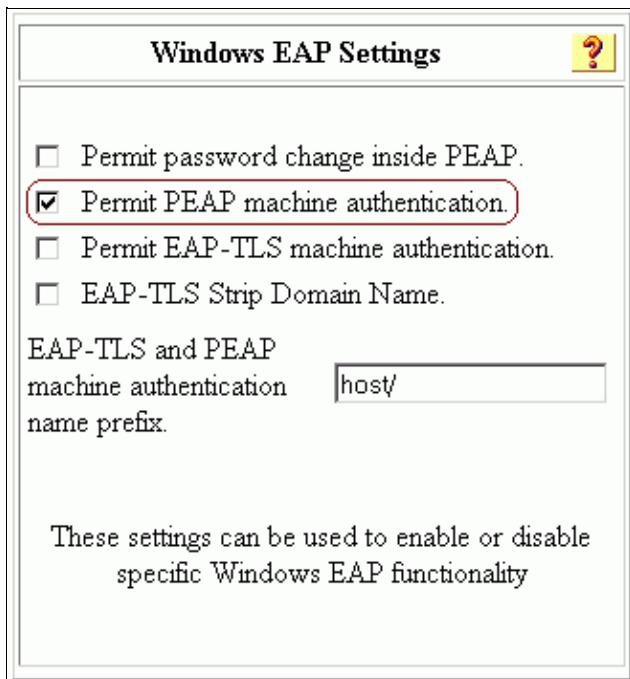 Windows EAP Settings
?
Permit password change inside PEAP.
Permit PEAP machine authentication.
Permit EAP-TLS machine authentication.
EAP-TLS Strip Domain Name.
EAP-TLS and PEAP
machine authentication
name prefix.
host/
These settings can be used to enable or disable
specific Windows EAP functionality